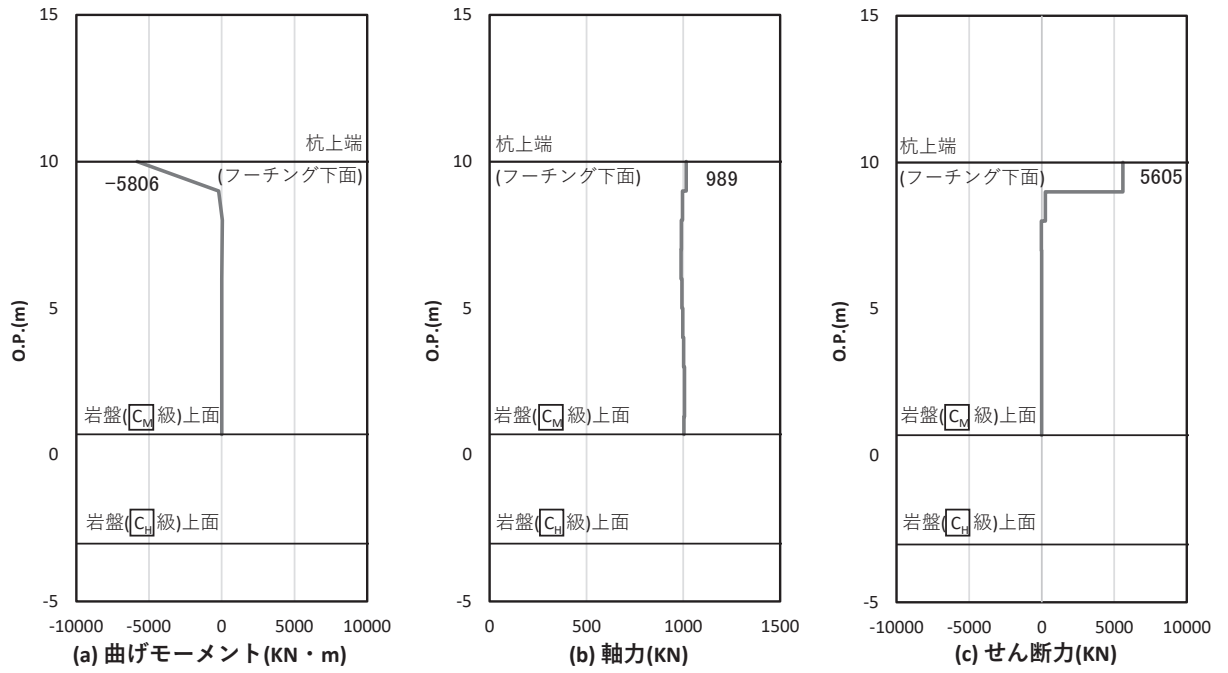 15
10
5
0
-5
O.P.(m)
杭上端
(フーチング下面)
-5806
岩盤(CM級)上面
岩盤(CH級)上面
-10000 -5000 0 5000 10000
(a) 曲げモーメント(KN・m)
15
10
5
0
-5
O.P.(m)
杭上端
(フーチング下面)
989
岩盤(CM級)上面
岩盤(CH級)上面
0 500 1000 1500
(b) 軸力(KN)
15
10
5
0
-5
O.P.(m)
杭上端
(フーチング下面)
5605
岩盤(CM級)上面
岩盤(CH級)上面
-10000 -5000 0 5000 10000
(c) せん断力(KN)